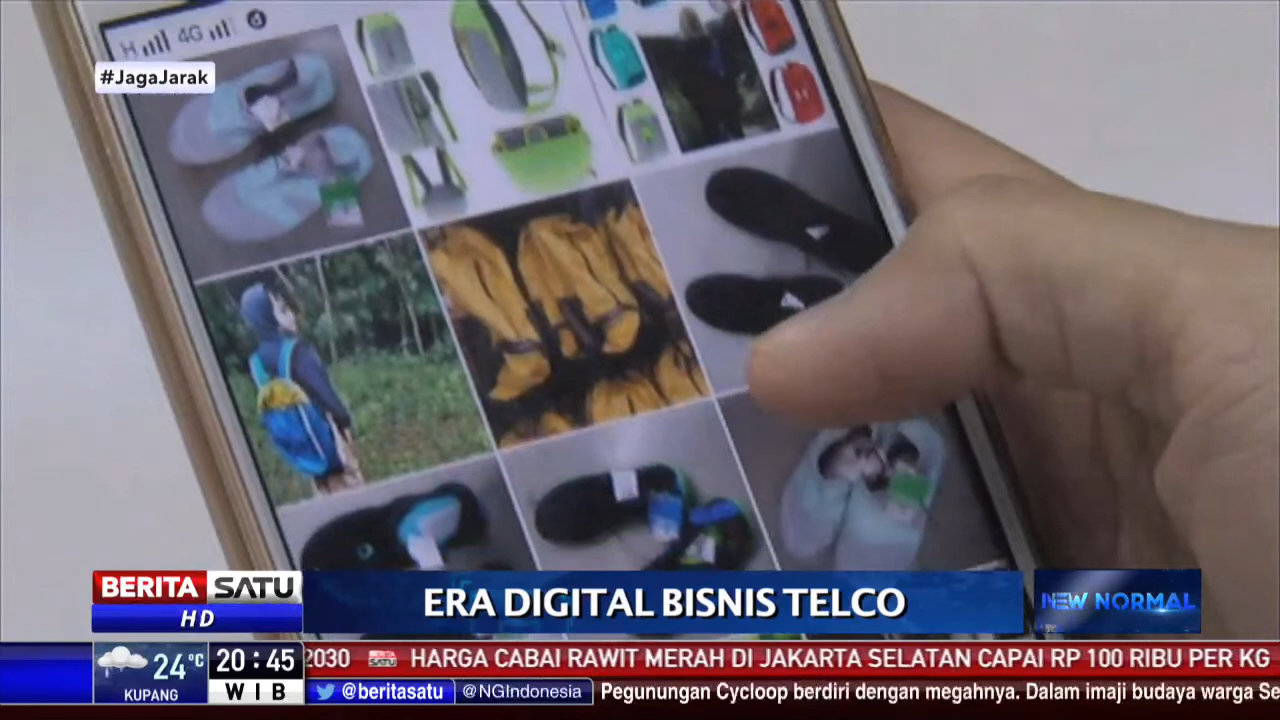 H 4G
#JagaJarak
BERITA SATU
HD
ERA DIGITAL BISNIS TELCO
NEW NORMAL
24°C
KUPANG
20:45
WIB
2030 HARGA CABAI RAWIT MERAH DI JAKARTA SELATAN CAPAI RP 100 RIBU PER KG
@beritasatu @NGIndonesia Pegunungan Cycloop berdiri dengan megahnya. Dalam imaji budaya warga Se